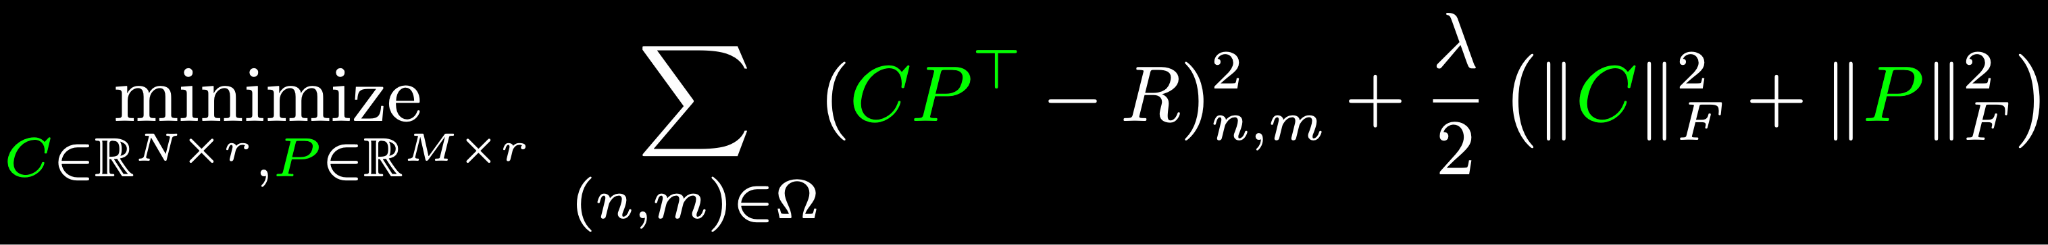 minimize_{C∈ℝ^{N×r},P∈ℝ^{M×r}} ∑_{(n,m)∈Ω} (CP^⊤ − R)^2_{n,m} + λ/2 (‖C‖^2_F + ‖P‖^2_F)